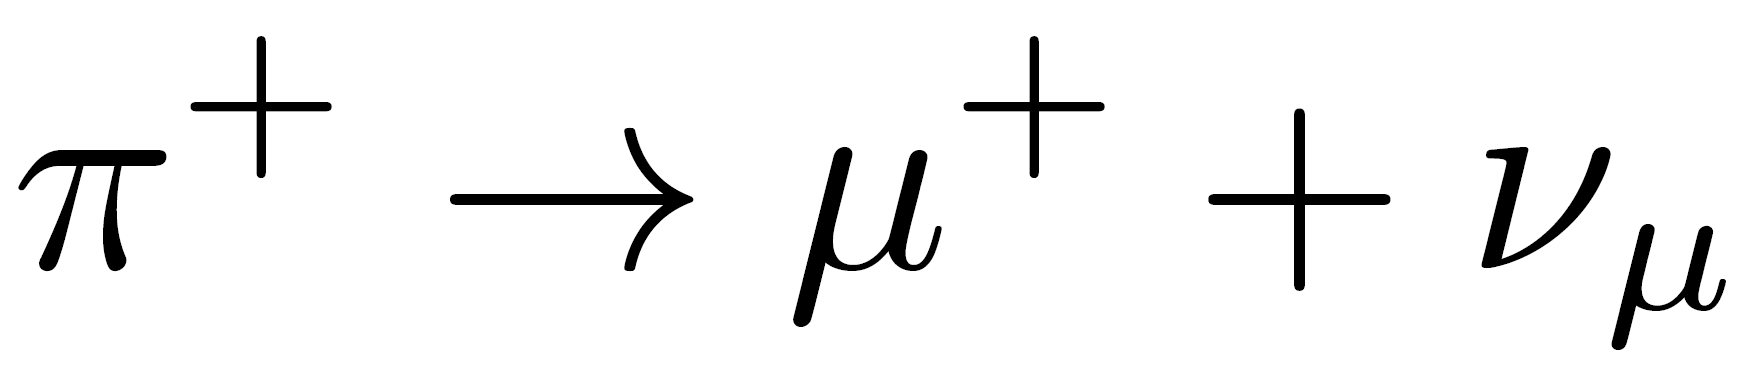 π⁺ → μ⁺ + ν_μ